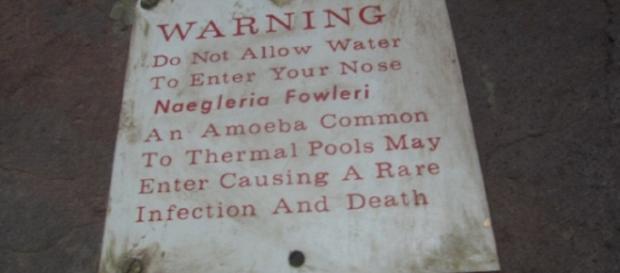 WARNING
Do Not Allow Water
To Enter Your Nose
Naegleria Fowleri
An Amoeba Common
To Thermal Pools May
Enter Causing A Rare
Infection And Death